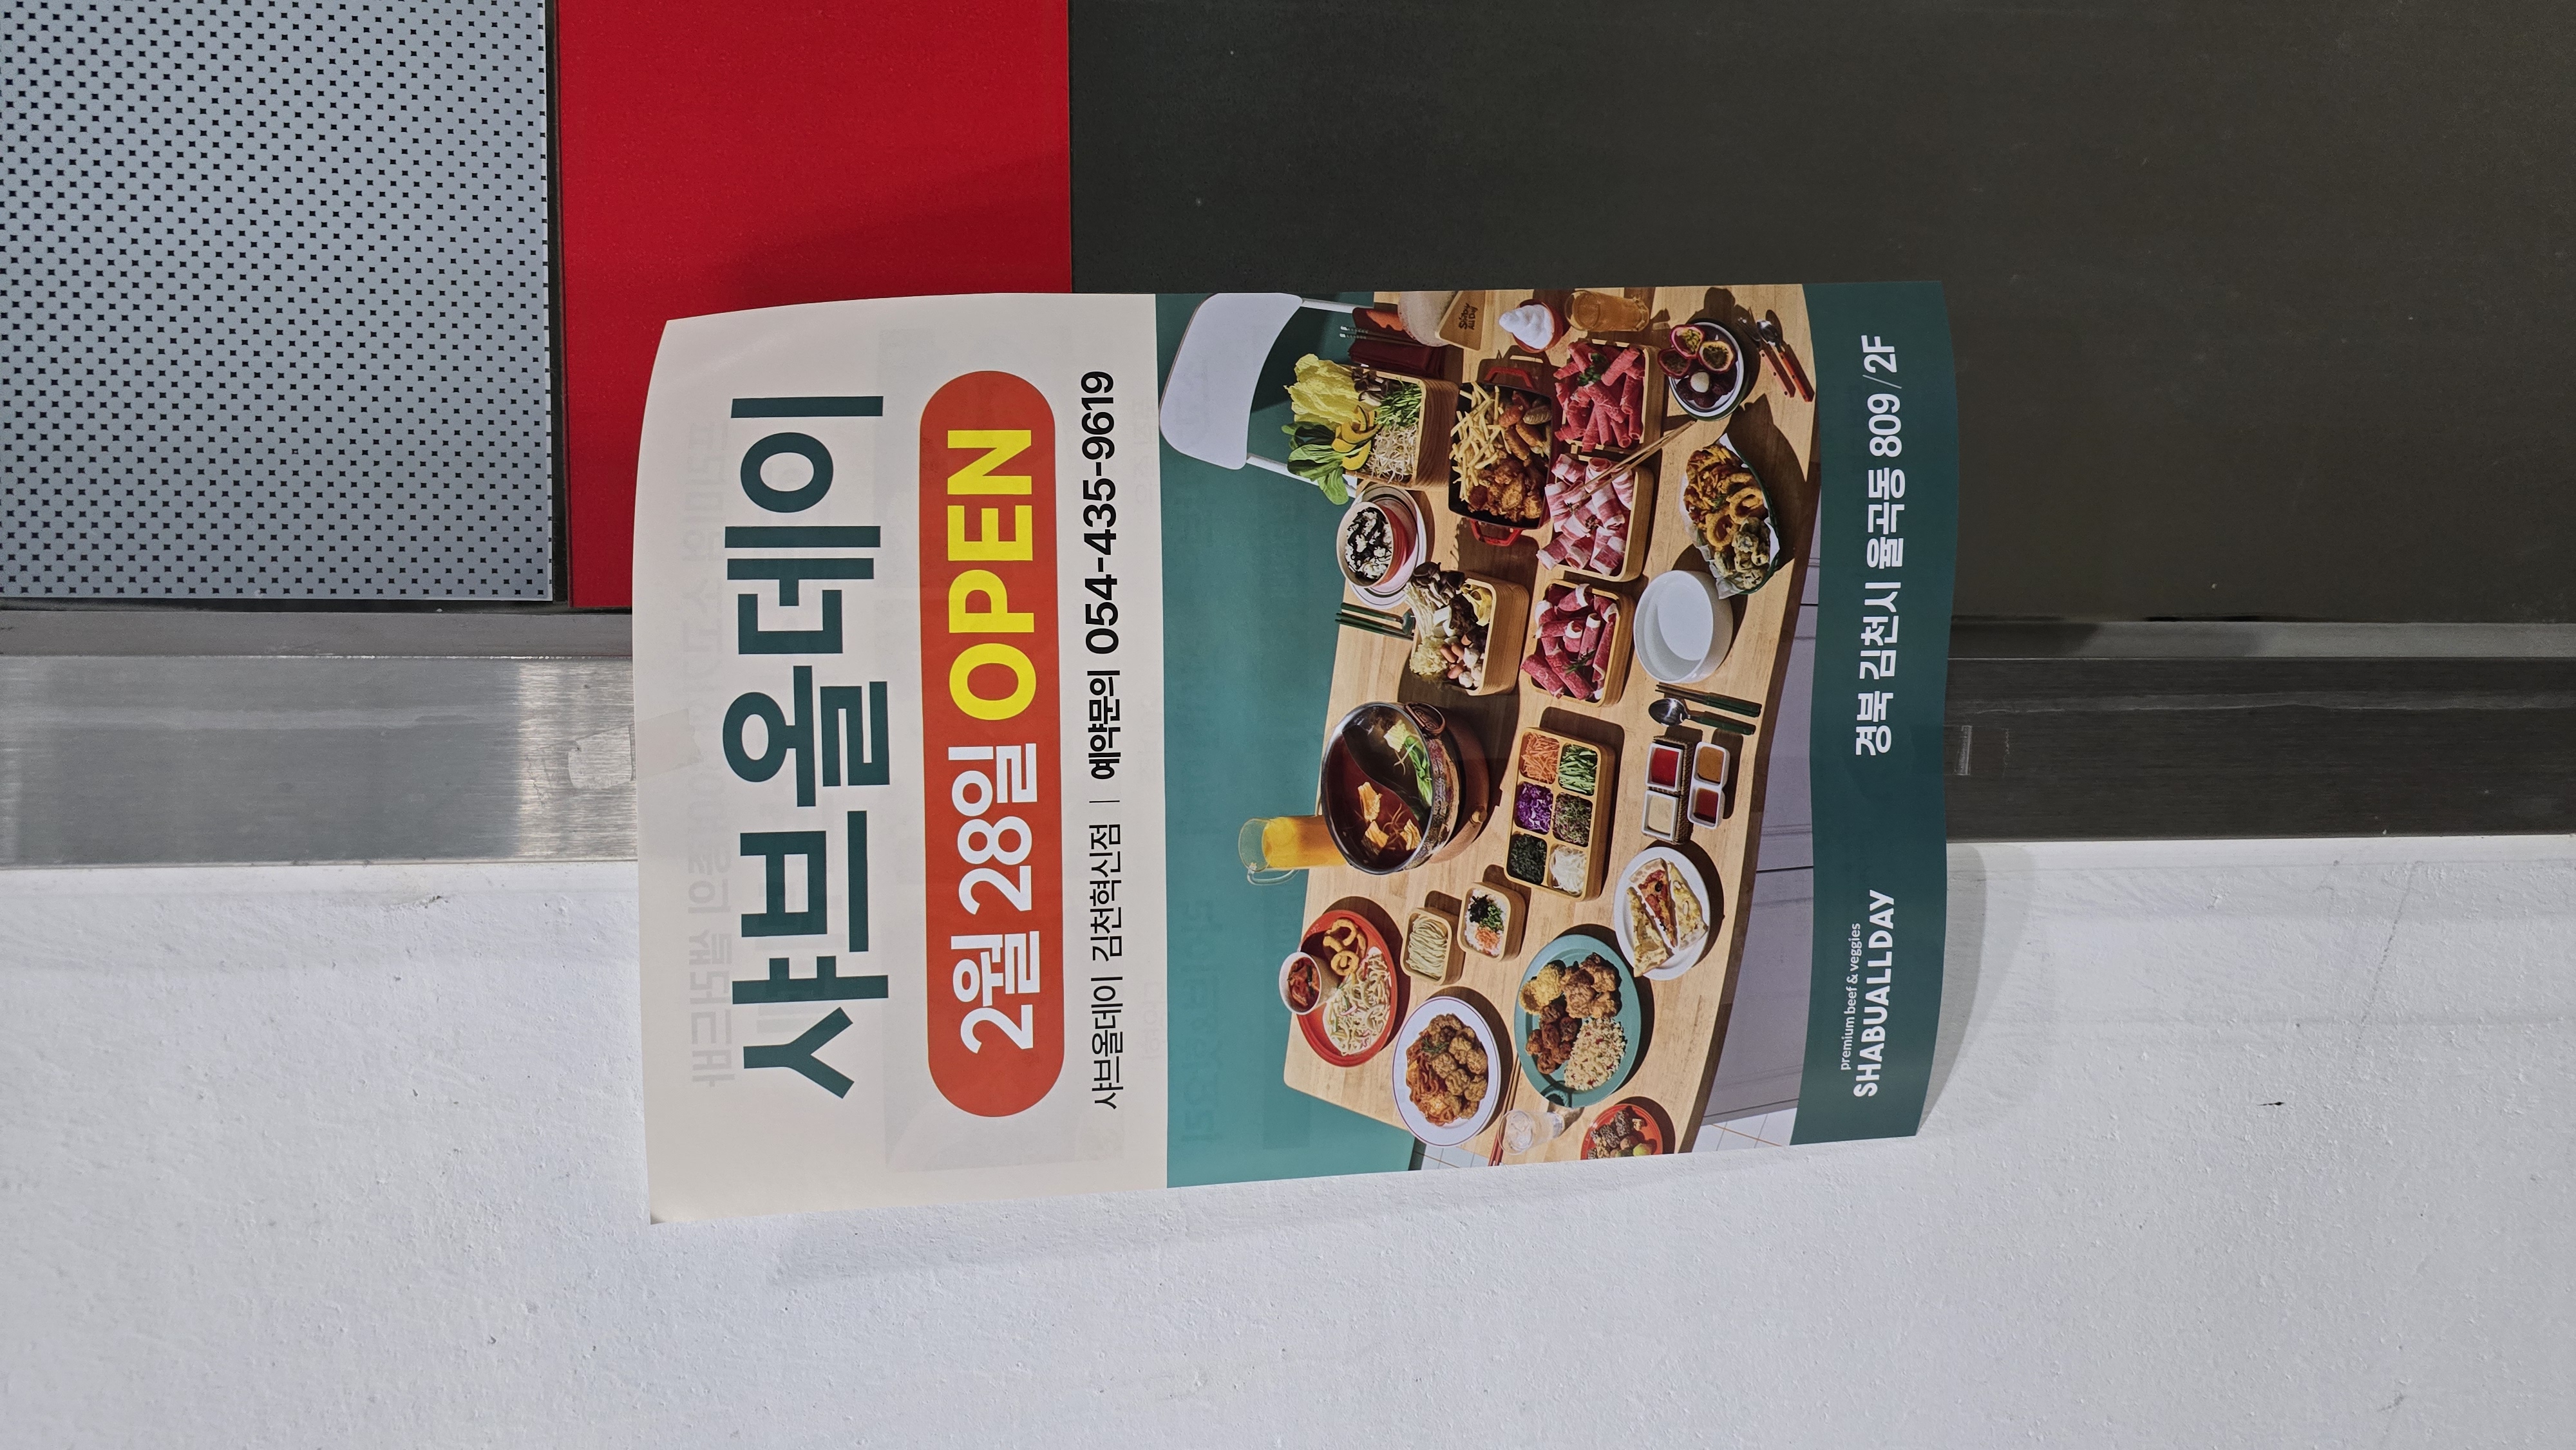 샤브올데이
2월 28일 OPEN
샤브올데이 김천혁신점 | 예약문의 054-435-9619
premium beef & veggies
SHABUALLDAY
경북 김천시 율곡동 809 / 2F